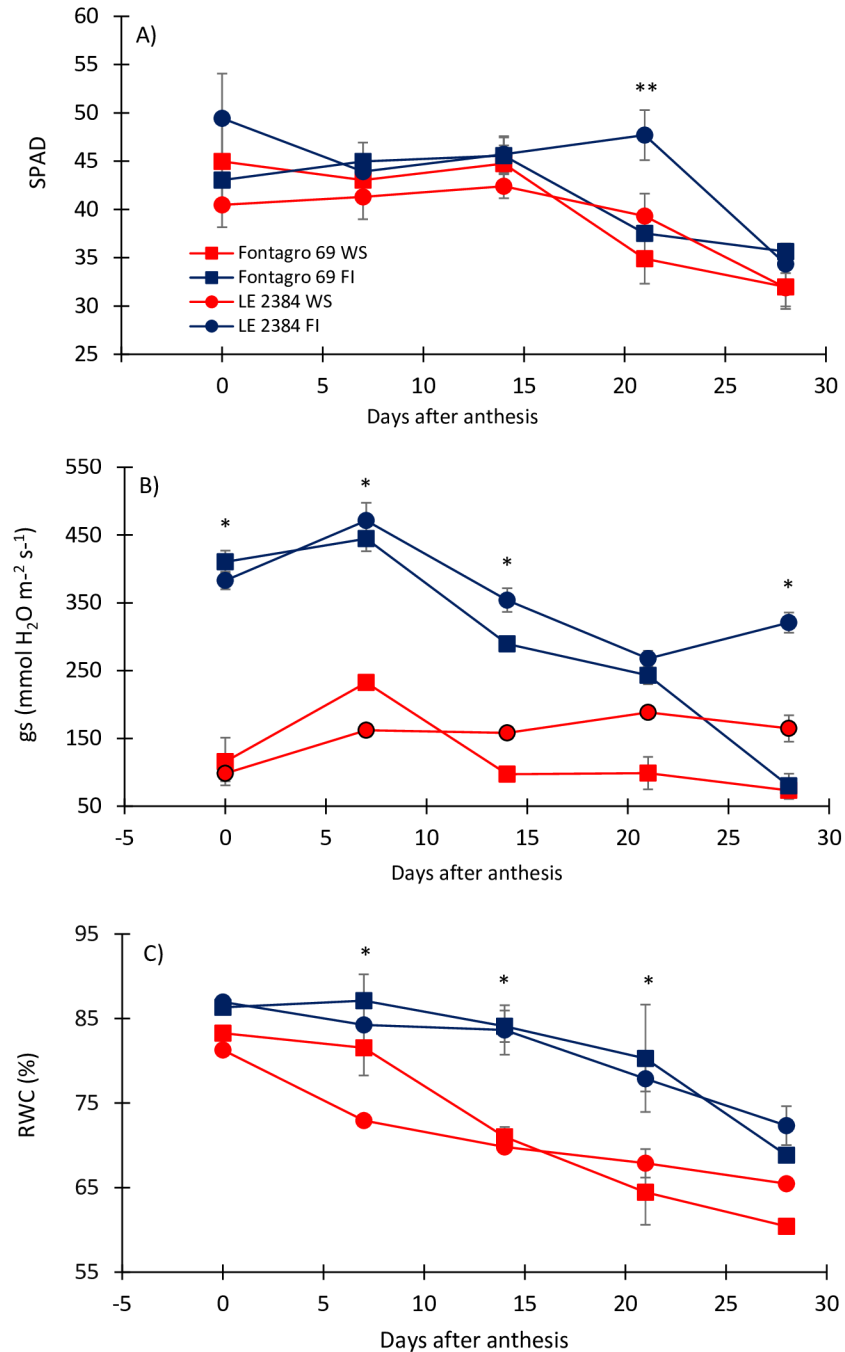 A)
60
55
50
45
40
35
30
25
SPAD
**
Fontagro 69 WS
Fontagro 69 FI
LE 2384 WS
LE 2384 FI
0 5 10 15 20 25 30
Days after anthesis
B)
550
450
350
250
150
50
gs (mmol H₂O m-² s-¹)
* * * *
-5 0 5 10 15 20 25 30
Days after anthesis
C)
95
85
75
65
55
RWC (%)
* * *
-5 0 5 10 15 20 25 30
Days after anthesis